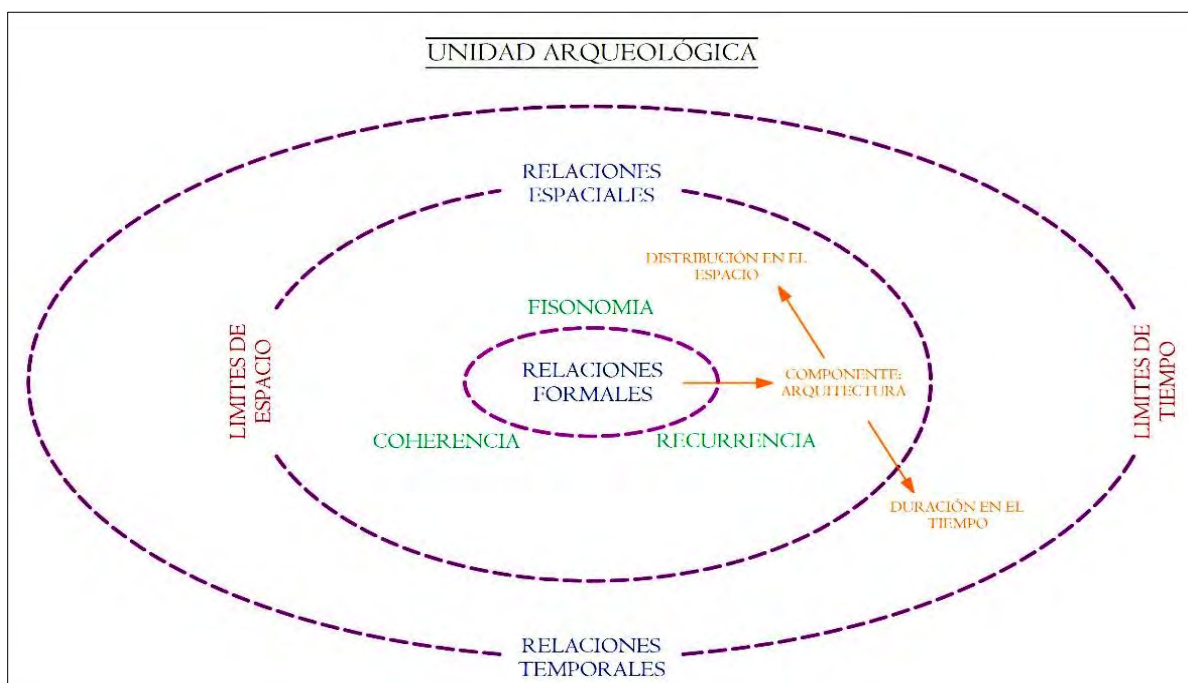 UNIDAD ARQUEOLÓGICA
RELACIONES
ESPACIALES
DISTRIBUCIÓN EN EL
ESPACIO
FISONOMIA
LIMITES DE
ESPACIO
RELACIONES
FORMALES
COMPONENTE:
ARQUITECTURA
LIMITES DE
TIEMPO
COHERENCIA
RECURRENCIA
DURACIÓN EN EL
TIEMPO
RELACIONES
TEMPORALES